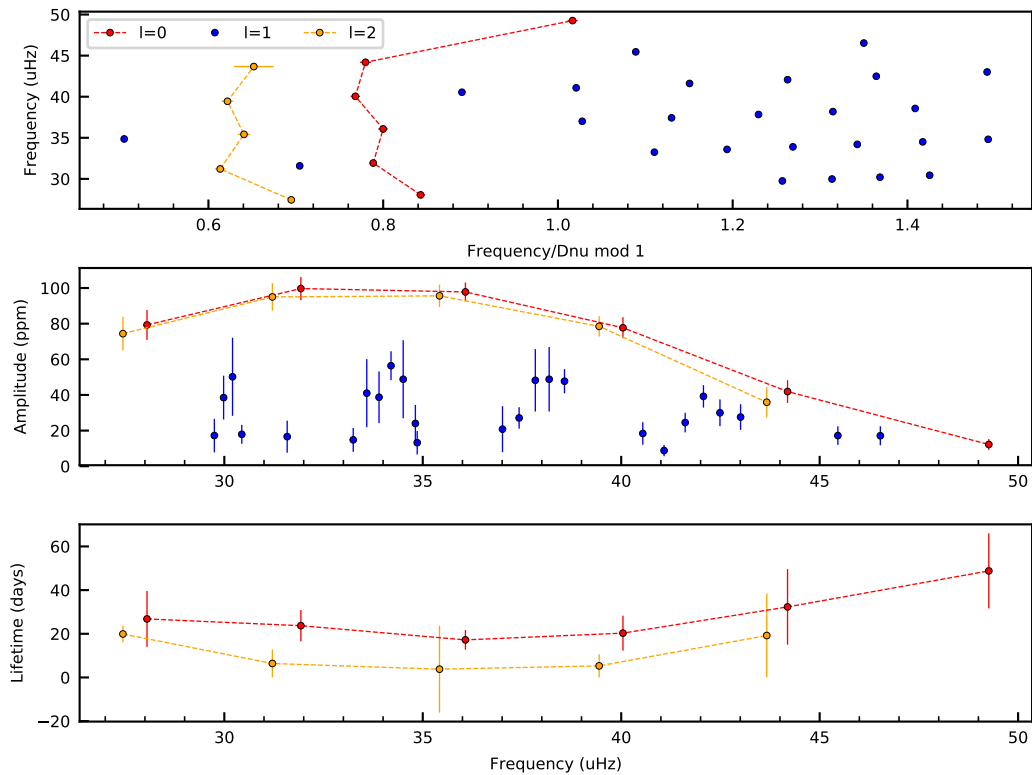 l=0 l=1 l=2
50
45
40
35
30
Frequency (uHz)
0.6 0.8 1.0 1.2 1.4
Frequency/Dnu mod 1
100
80
60
40
20
0
Amplitude (ppm)
30 35 40 45 50
60
40
20
0
−20
Lifetime (days)
30 35 40 45 50
Frequency (uHz)